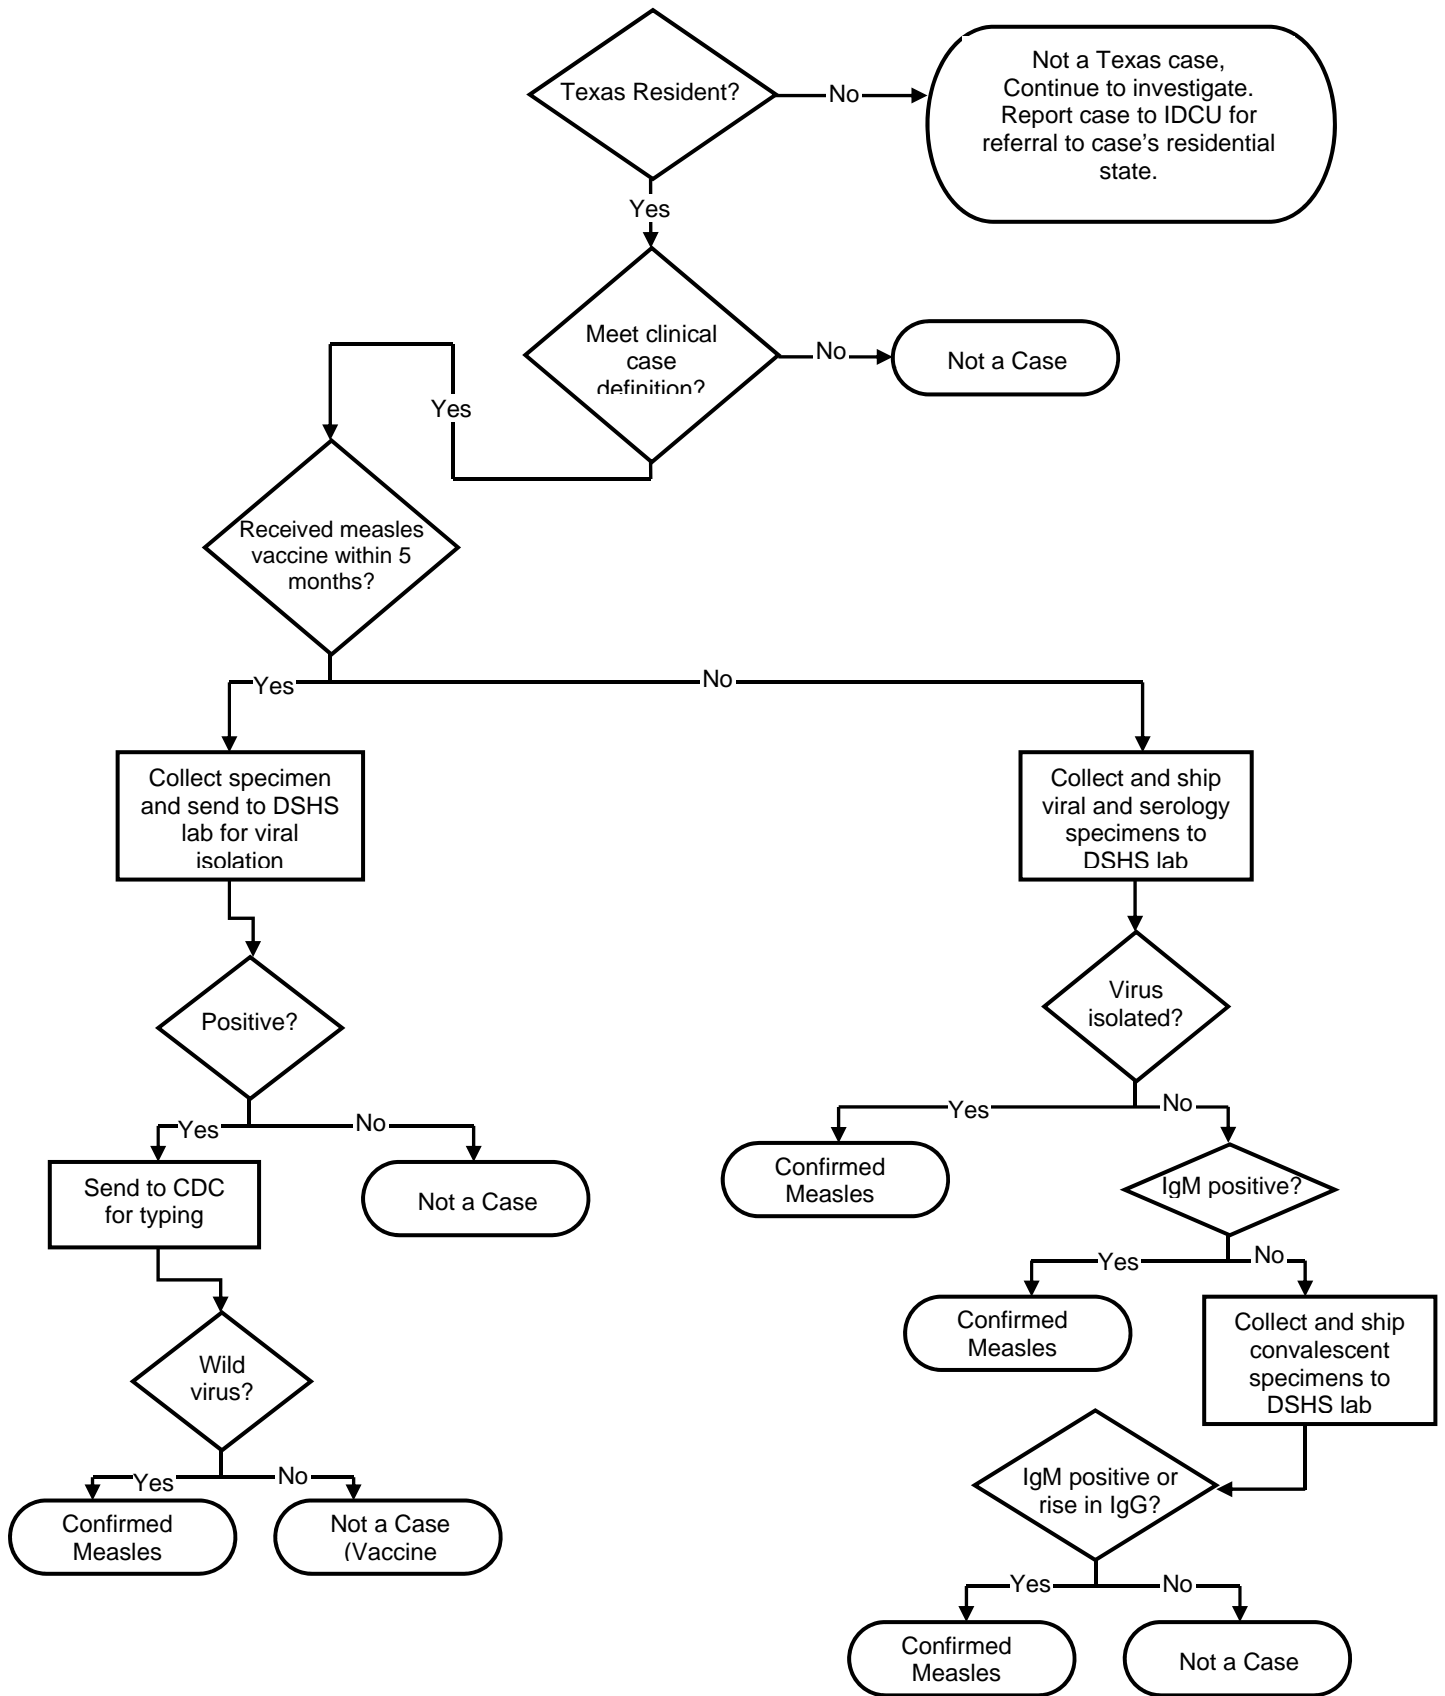 Texas Resident?
No
Not a Texas case,
Continue to investigate.
Report case to IDCU for
referral to case's residential
state.
Yes
Meet clinical
case
definition?
No
Not a Case
Yes
Received measles
vaccine within 5
months?
Yes
No
Collect specimen
and send to DSHS
lab for viral
isolation
Collect and ship
viral and serology
specimens to
DSHS lab
Positive?
Virus
isolated?
Yes
No
Yes
No
Send to CDC
for typing
Not a Case
Confirmed
Measles
IgM positive?
Yes
No
Wild
virus?
Confirmed
Measles
Collect and ship
convalescent
specimens to
DSHS lab
Yes
No
IgM positive or
rise in IgG?
Confirmed
Measles
Not a Case
(Vaccine
Yes
No
Confirmed
Measles
Not a Case